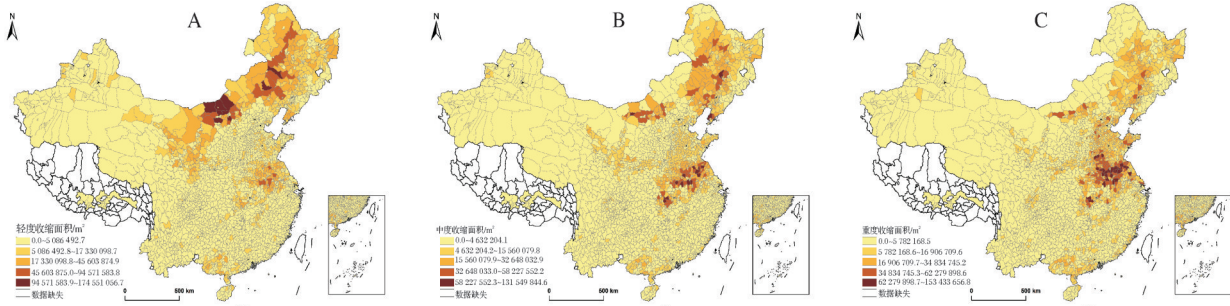 N
A
轻度收缩面积/m²
0.0~5 086 492.7
5 086 492.8~17 330 098.7
17 330 098.8~45 603 874.9
45 603 875.0~94 571 583.8
94 571 583.9~174 551 056.7
数据缺失
0 500 km
N
B
中度收缩面积/m²
0.0~4 632 204.1
4 632 204.2~15 560 079.8
15 560 079.9~32 648 032.9
32 648 033.0~58 227 552.2
58 227 552.3~131 549 844.6
数据缺失
0 500 km
N
C
重度收缩面积/m²
0.0~5 782 168.5
5 782 168.6~16 909 709.6
16 909 709.7~34 834 745.2
34 834 745.3~62 279 898.6
62 279 898.7~153 433 656.8
数据缺失
0 500 km